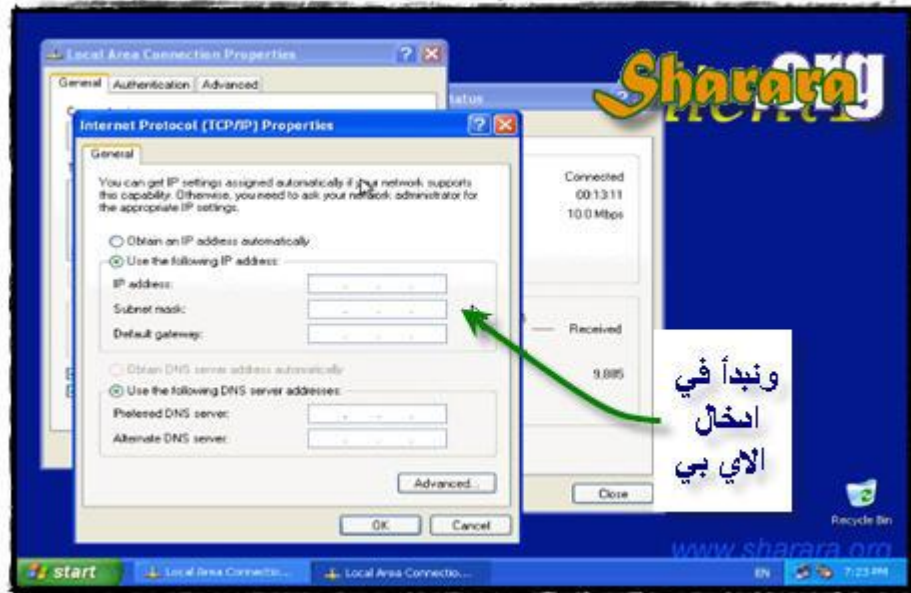 Local Area Connection Properties
General Authentication Advanced
Sharara
.org
Internet Protocol (TCP/IP) Properties
General
You can get IP settings assigned automatically if your network supports
this capability. Otherwise, you need to ask your network administrator for
the appropriate IP settings.
Obtain an IP address automatically
Use the following IP address:
IP address:
Subnet mask:
Default gateway:
Obtain DNS server address automatically
Use the following DNS server addresses:
Preferred DNS server:
Alternate DNS server:
Advanced...
OK Cancel
Connected
00:13:11
10.0 Mbps
Received
9,885
Close
ونبدأ في
ادخال
الاي بي
Recycle Bin
www.sharara.org
start Local Area Connectio... Local Area Connectio... EN 7:23 PM